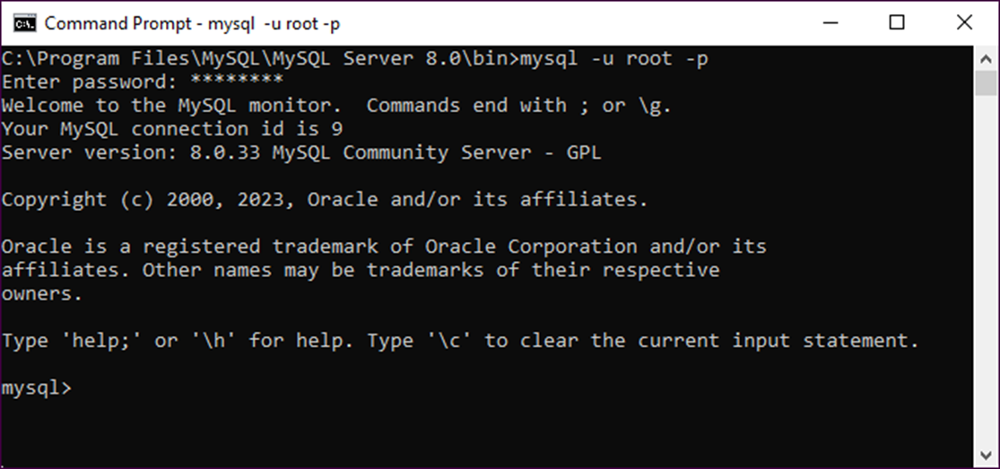 Command Prompt - mysql  -u root -p
C:\Program Files\MySQL\MySQL Server 8.0\bin>mysql -u root -p
Enter password: ********
Welcome to the MySQL monitor.  Commands end with ; or \g.
Your MySQL connection id is 9
Server version: 8.0.33 MySQL Community Server - GPL
Copyright (c) 2000, 2023, Oracle and/or its affiliates.
Oracle is a registered trademark of Oracle Corporation and/or its
affiliates. Other names may be trademarks of their respective
owners.
Type 'help;' or '\h' for help. Type '\c' to clear the current input statement.
mysql>